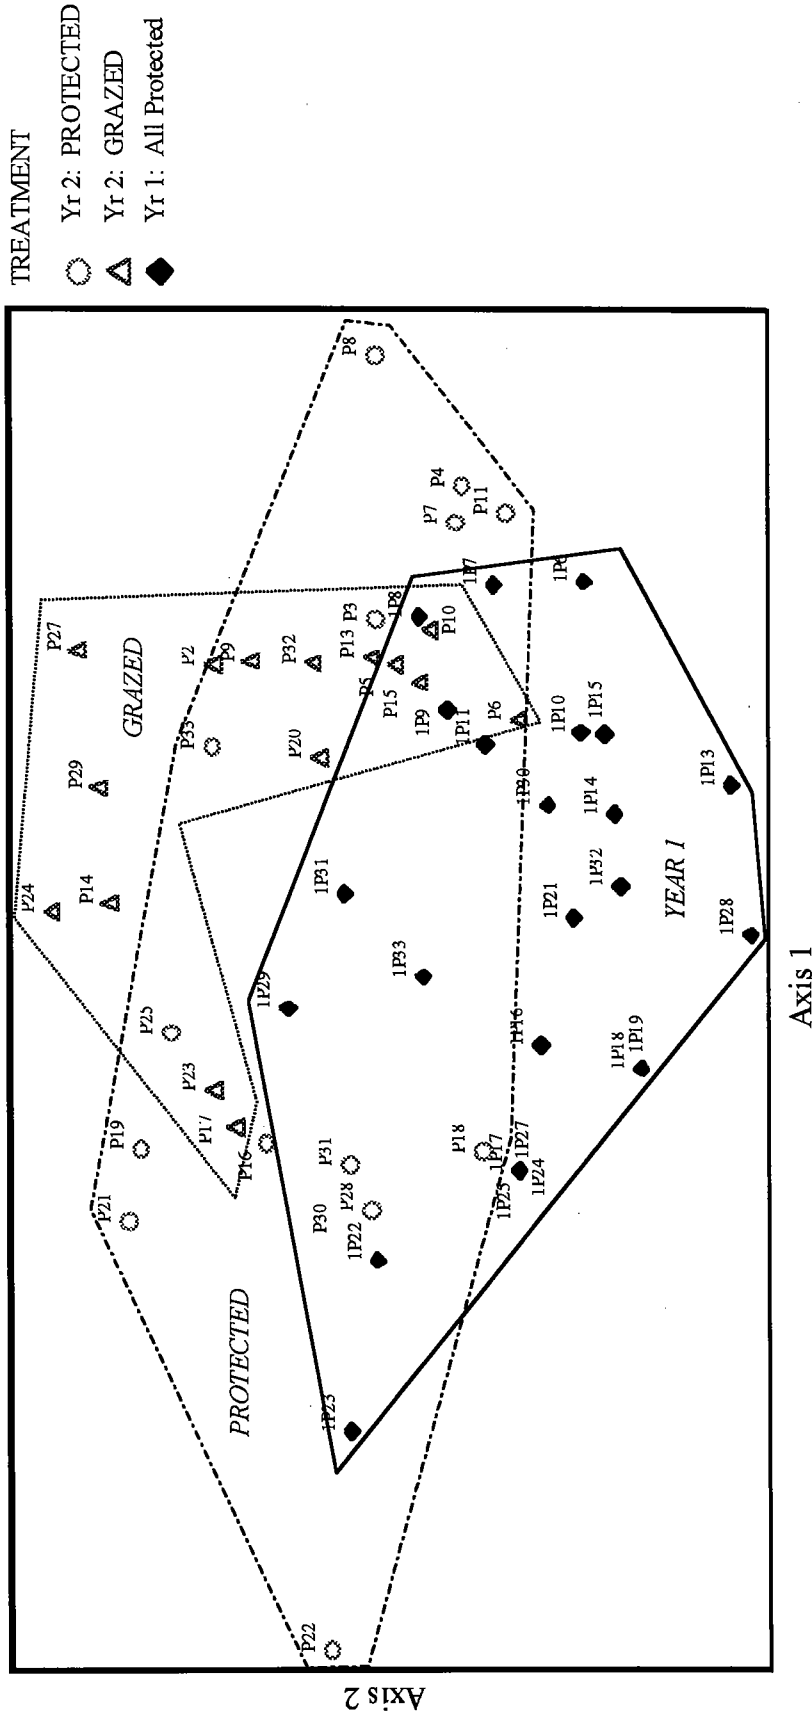 TREATMENT
Yr 2: PROTECTED
Yr 2: GRAZED
Yr 1: All Protected
P8
P4
P7
P11
1P7
1P6
P3
1P8
P10
P27
GRAZED
P2
P9
P32
P13
P5
P15
1P9
1P11
P6
1P10
1P15
P33
P20
P29
1P30
1P14
1P13
P24
P14
1P31
1P21
1P32
YEAR 1
1P28
1P33
1P29
P25
1P16
1P18
1P19
P23
P17
P19
P16
P31
P18
1P17
1P27
P21
P30
P28
1P22
1P25
1P24
PROTECTED
1P23
P22
Axis 1
Axis 2